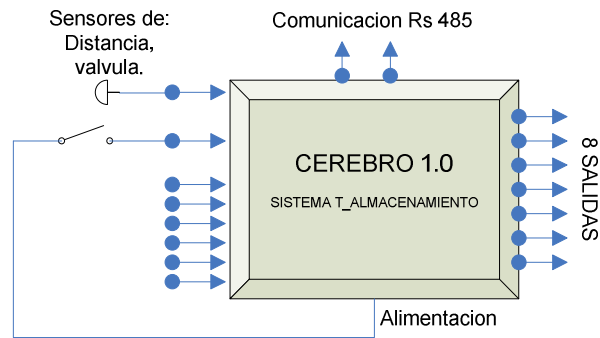 Sensores de:
Distancia,
valvula.
Comunicacion Rs 485
CEREBRO 1.0
SISTEMA T_ALMACENAMIENTO
8 SALIDAS
Alimentacion